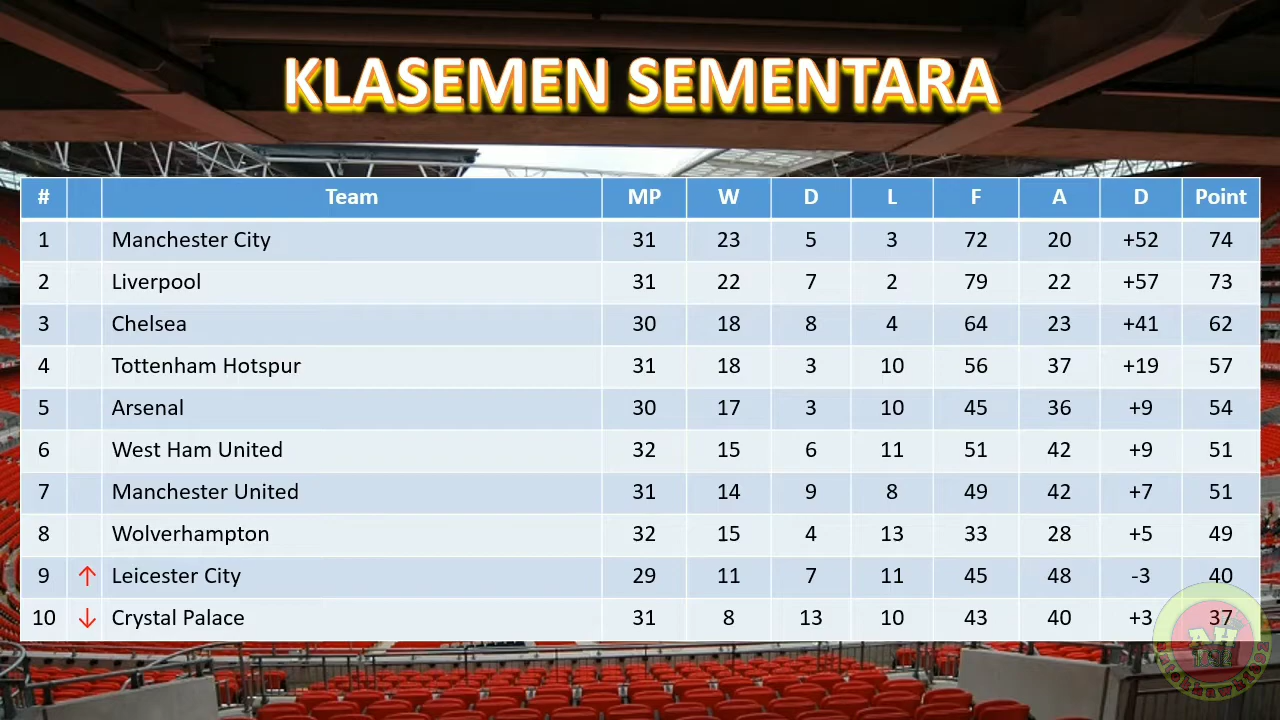 KLASEMEN SEMENTARA
# Team MP W D L F A D Point
1 Manchester City 31 23 5 3 72 20 +52 74
2 Liverpool 31 22 7 2 79 22 +57 73
3 Chelsea 30 18 8 4 64 23 +41 62
4 Tottenham Hotspur 31 18 3 10 56 37 +19 57
5 Arsenal 30 17 3 10 45 36 +9 54
6 West Ham United 32 15 6 11 51 42 +9 51
7 Manchester United 31 14 9 8 49 42 +7 51
8 Wolverhampton 32 15 4 13 33 28 +5 49
9 ↑ Leicester City 29 11 7 11 45 48 -3 40
10 ↓ Crystal Palace 31 8 13 10 43 40 +3 37